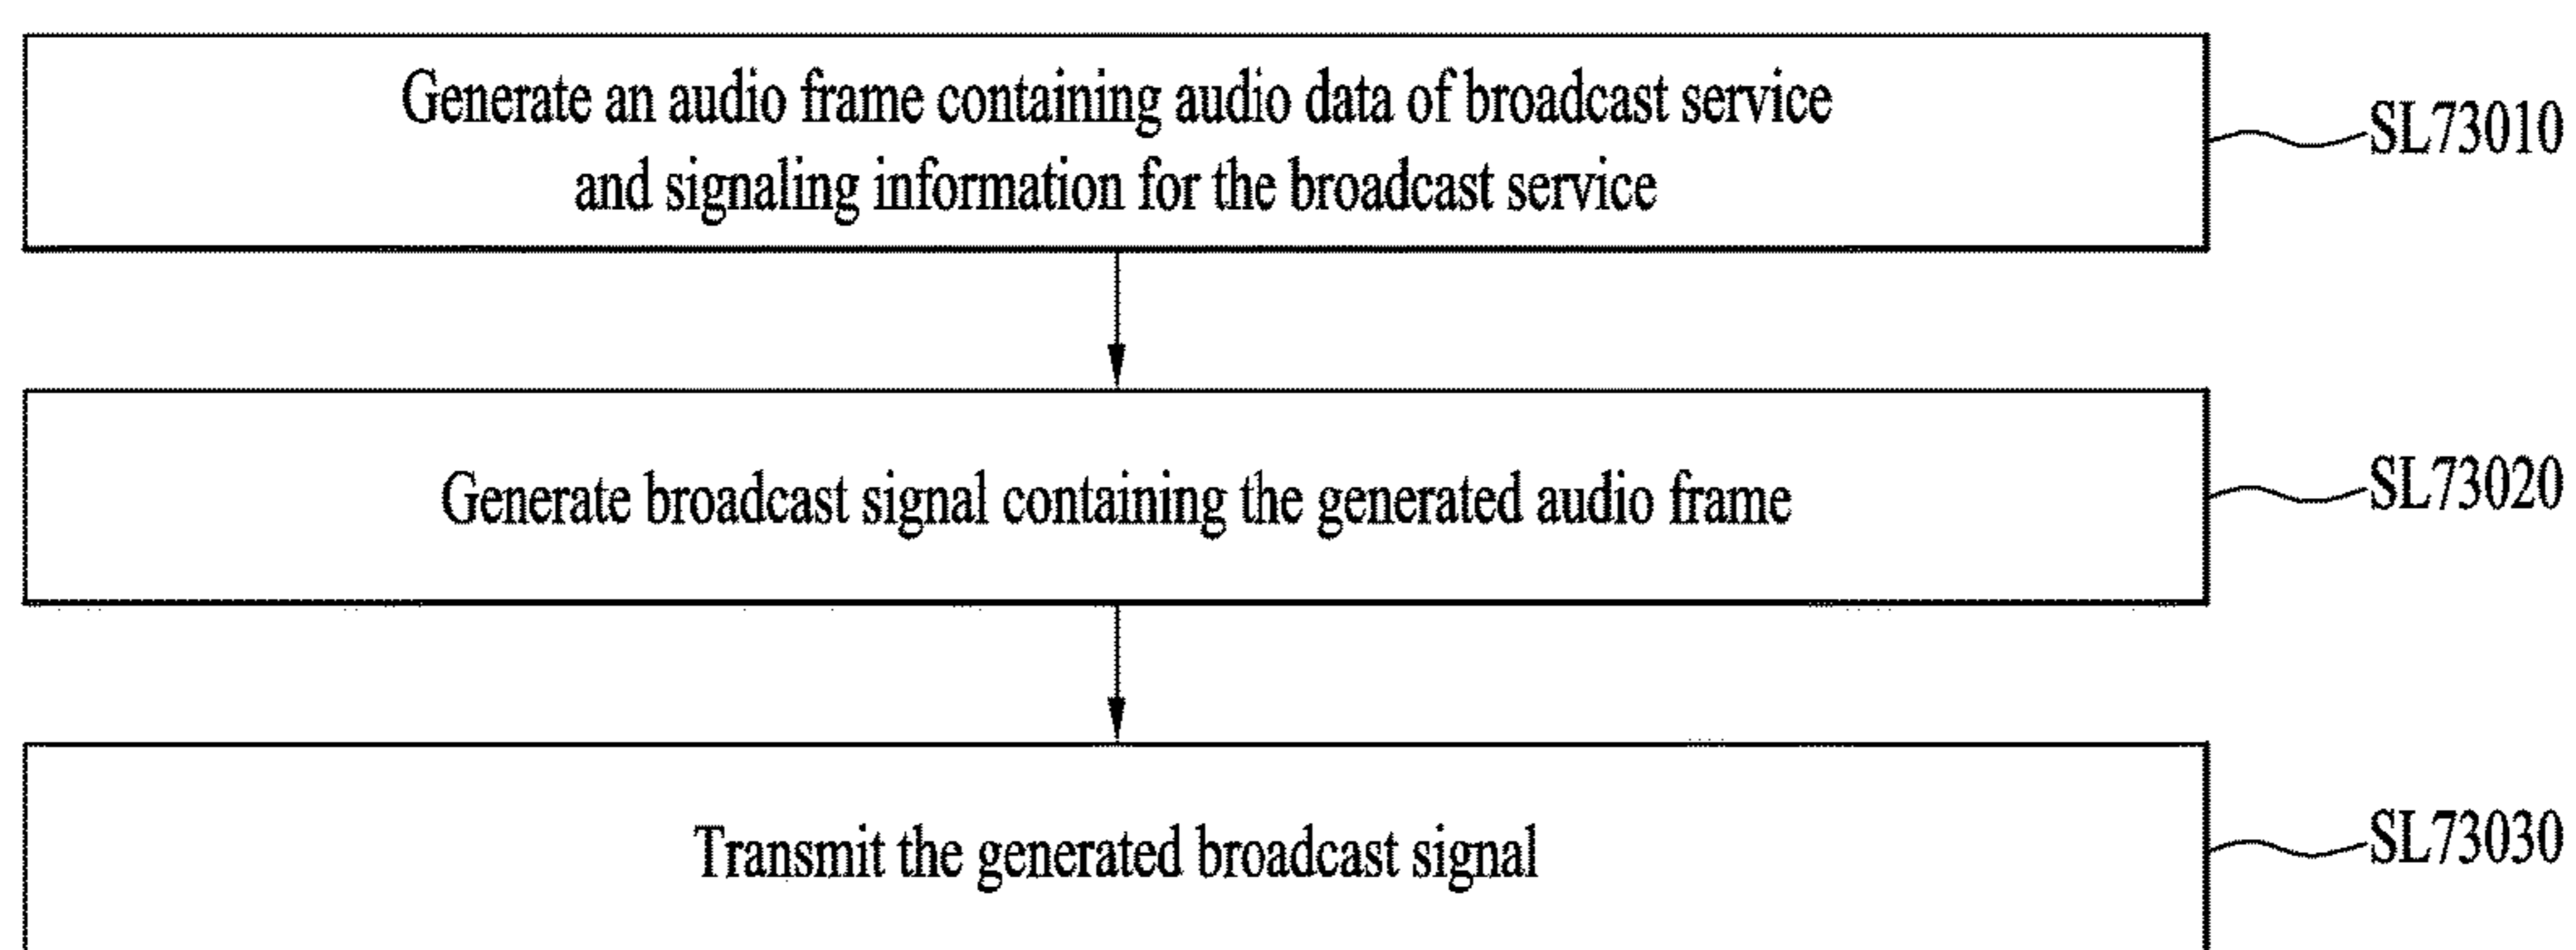 Generate an audio frame containing audio data of broadcast service
and signaling information for the broadcast service
SL73010
Generate broadcast signal containing the generated audio frame
SL73020
Transmit the generated broadcast signal
SL73030